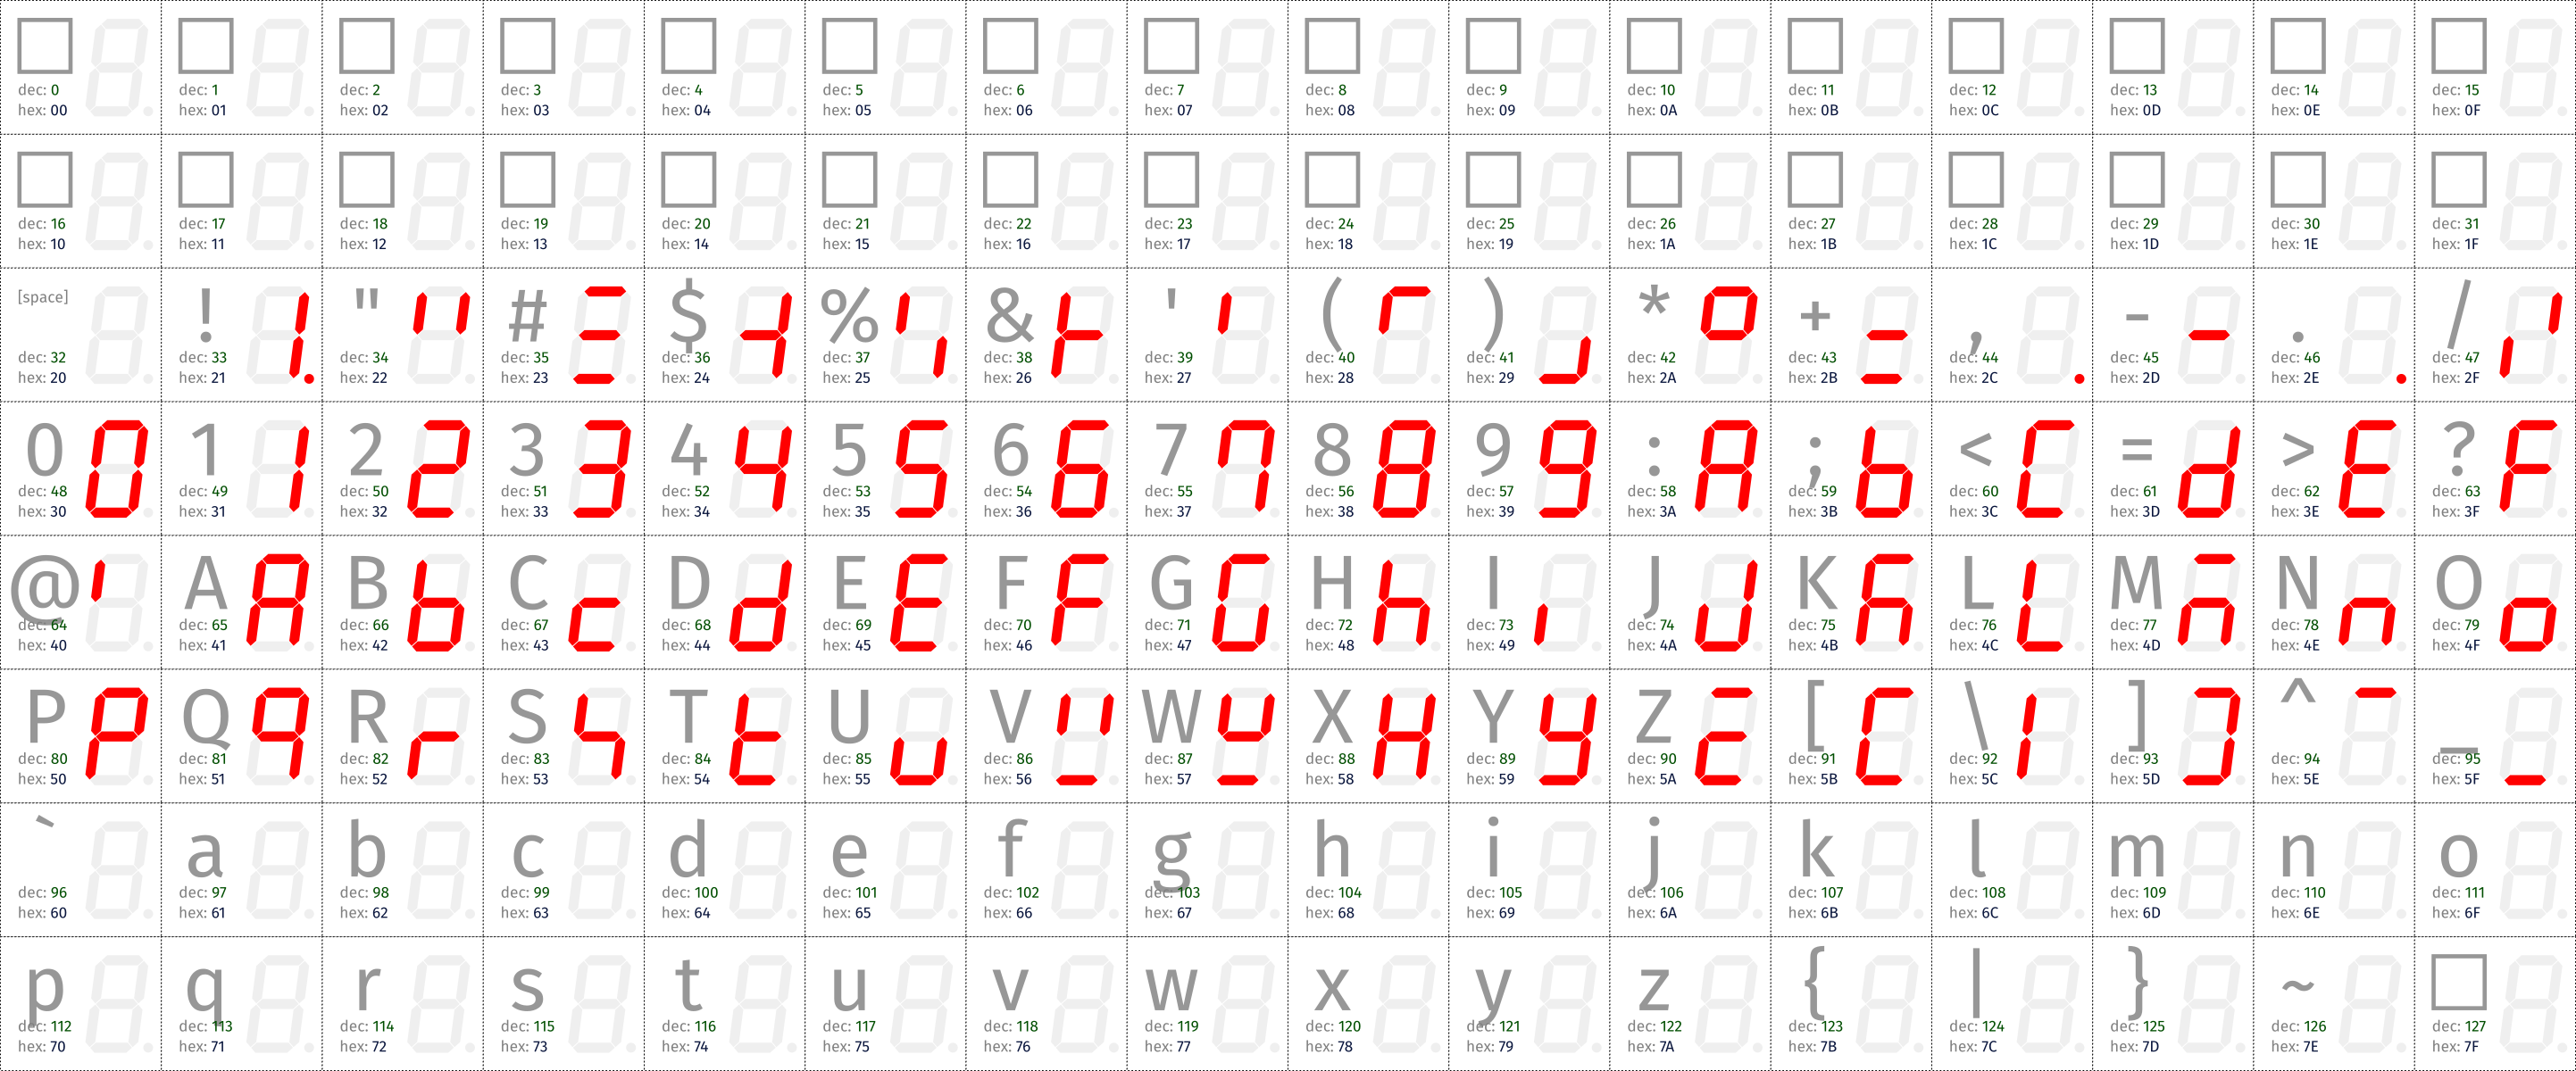 dec: 0 dec: 1 dec: 2 dec: 3 dec: 4 dec: 5 dec: 6 dec: 7 dec: 8 dec: 9 dec: 10 dec: 11 dec: 12 dec: 13 dec: 14 dec: 15
hex: 00 hex: 01 hex: 02 hex: 03 hex: 04 hex: 05 hex: 06 hex: 07 hex: 08 hex: 09 hex: 0A hex: 0B hex: 0C hex: 0D hex: 0E hex: 0F
dec: 16 dec: 17 dec: 18 dec: 19 dec: 20 dec: 21 dec: 22 dec: 23 dec: 24 dec: 25 dec: 26 dec: 27 dec: 28 dec: 29 dec: 30 dec: 31
hex: 10 hex: 11 hex: 12 hex: 13 hex: 14 hex: 15 hex: 16 hex: 17 hex: 18 hex: 19 hex: 1A hex: 1B hex: 1C hex: 1D hex: 1E hex: 1F
[space] ! " # $ % & ' ( ) * + , - . /
dec: 32 dec: 33 dec: 34 dec: 35 dec: 36 dec: 37 dec: 38 dec: 39 dec: 40 dec: 41 dec: 42 dec: 43 dec: 44 dec: 45 dec: 46 dec: 47
hex: 20 hex: 21 hex: 22 hex: 23 hex: 24 hex: 25 hex: 26 hex: 27 hex: 28 hex: 29 hex: 2A hex: 2B hex: 2C hex: 2D hex: 2E hex: 2F
0 0 1 1 2 2 3 3 4 4 5 5 6 6 7 7 8 8 9 9 : A ; b < C = d > E ? F
dec: 48 dec: 49 dec: 50 dec: 51 dec: 52 dec: 53 dec: 54 dec: 55 dec: 56 dec: 57 dec: 58 dec: 59 dec: 60 dec: 61 dec: 62 dec: 63
hex: 30 hex: 31 hex: 32 hex: 33 hex: 34 hex: 35 hex: 36 hex: 37 hex: 38 hex: 39 hex: 3A hex: 3B hex: 3C hex: 3D hex: 3E hex: 3F
@ A B C D E F G H I J K L M N O
dec: 64 dec: 65 dec: 66 dec: 67 dec: 68 dec: 69 dec: 70 dec: 71 dec: 72 dec: 73 dec: 74 dec: 75 dec: 76 dec: 77 dec: 78 dec: 79
hex: 40 hex: 41 hex: 42 hex: 43 hex: 44 hex: 45 hex: 46 hex: 47 hex: 48 hex: 49 hex: 4A hex: 4B hex: 4C hex: 4D hex: 4E hex: 4F
P Q R S T U V W X Y Z [ \ ] ^ _
dec: 80 dec: 81 dec: 82 dec: 83 dec: 84 dec: 85 dec: 86 dec: 87 dec: 88 dec: 89 dec: 90 dec: 91 dec: 92 dec: 93 dec: 94 dec: 95
hex: 50 hex: 51 hex: 52 hex: 53 hex: 54 hex: 55 hex: 56 hex: 57 hex: 58 hex: 59 hex: 5A hex: 5B hex: 5C hex: 5D hex: 5E hex: 5F
` a b c d e f g h i j k l m n o
dec: 96 dec: 97 dec: 98 dec: 99 dec: 100 dec: 101 dec: 102 dec: 103 dec: 104 dec: 105 dec: 106 dec: 107 dec: 108 dec: 109 dec: 110 dec: 111
hex: 60 hex: 61 hex: 62 hex: 63 hex: 64 hex: 65 hex: 66 hex: 67 hex: 68 hex: 69 hex: 6A hex: 6B hex: 6C hex: 6D hex: 6E hex: 6F
p q r s t u v w x y z { | } ~
dec: 112 dec: 113 dec: 114 dec: 115 dec: 116 dec: 117 dec: 118 dec: 119 dec: 120 dec: 121 dec: 122 dec: 123 dec: 124 dec: 125 dec: 126 dec: 127
hex: 70 hex: 71 hex: 72 hex: 73 hex: 74 hex: 75 hex: 76 hex: 77 hex: 78 hex: 79 hex: 7A hex: 7B hex: 7C hex: 7D hex: 7E hex: 7F